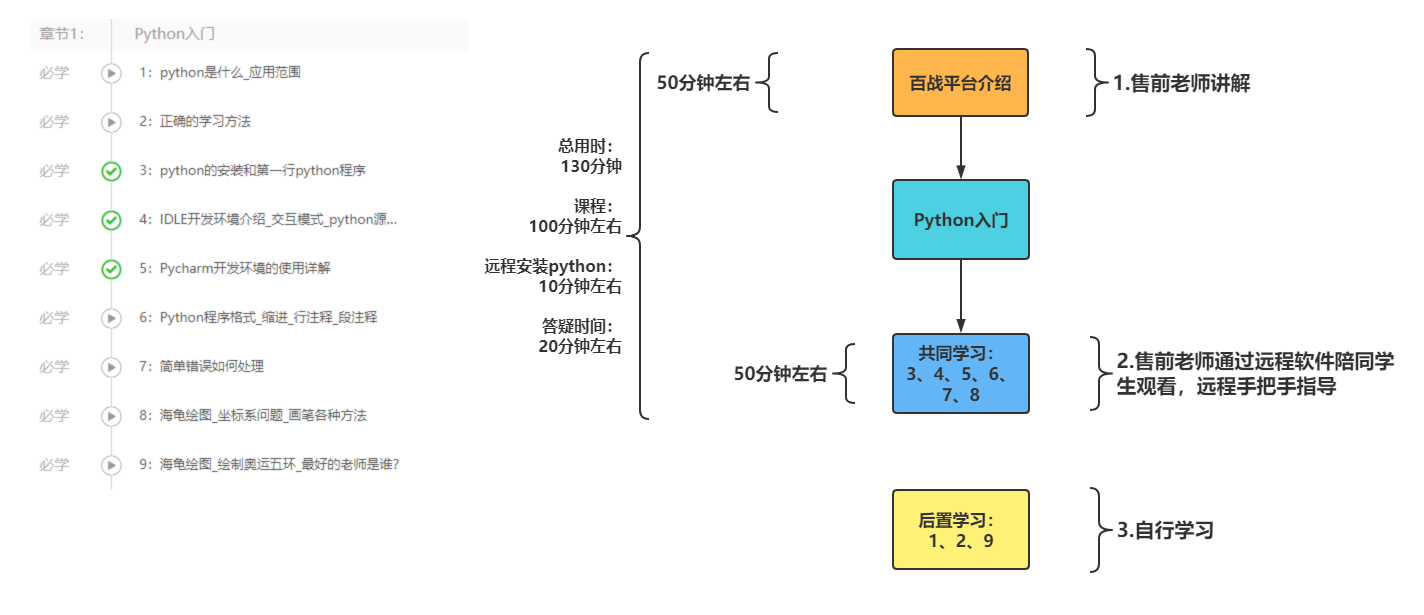 章节1：
Python入门
必学
1：python是什么_应用范围
必学
2：正确的学习方法
必学
3：python的安装和第一行python程序
必学
4：IDLE开发环境介绍_交互模式_python源...
必学
5：Pycharm开发环境的使用详解
必学
6：Python程序格式_缩进_行注释_段注释
必学
7：简单错误如何处理
必学
8：海龟绘图_坐标系问题_画笔各种方法
必学
9：海龟绘图_绘制奥运五环_最好的老师是谁?
总用时：
130分钟
课程：
100分钟左右
远程安装python：
10分钟左右
答疑时间：
20分钟左右
50分钟左右
百战平台介绍
1.售前老师讲解
Python入门
50分钟左右
共同学习：
3、4、5、6、
7、8
2.售前老师通过远程软件陪同学
生观看，远程手把手指导
后置学习：
1、2、9
3.自行学习